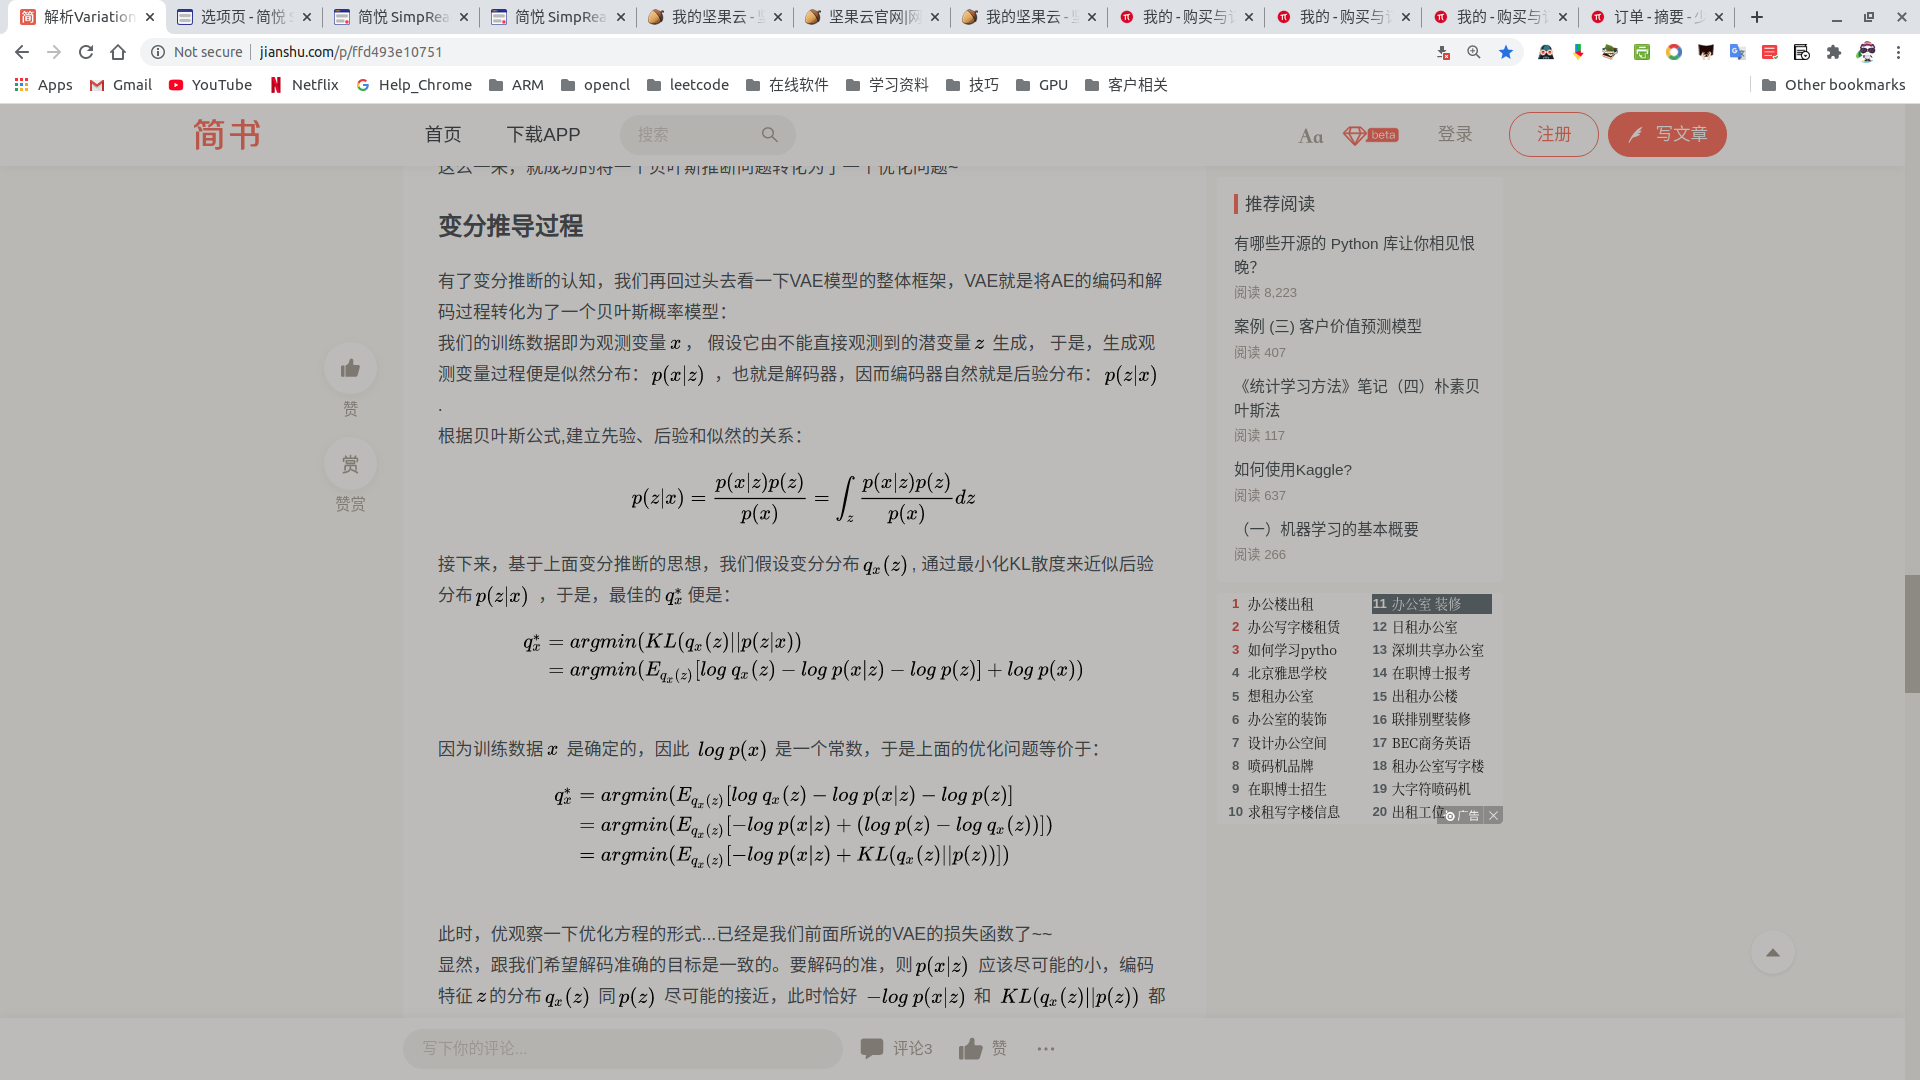 解析Variation
选项页 - 简悦
简悦 SimpRea
简悦 SimpRea
我的坚果云 -
坚果云官网|网
我的坚果云 -
我的 - 购买与
我的 - 购买与
我的 - 购买与
订单 - 摘要 -
Not secure
jianshu.com/p/ffd493e10751
Apps
Gmail
YouTube
Netflix
Help_Chrome
ARM
opencl
leetcode
在线软件
学习资料
技巧
GPU
客户相关
Other bookmarks
简书
首页
下载APP
搜索
Aa
beta
登录
注册
写文章
这么一来，就成功的将一个贝叶斯推断问题转化为了一个优化问题~
变分推导过程
有了变分推断的认知，我们再回过头去看一下VAE模型的整体框架，VAE就是将AE的编码和解
码过程转化为了一个贝叶斯概率模型：
我们的训练数据即为观测变量 x ， 假设它由不能直接观测到的潜变量 z 生成， 于是，生成观
测变量过程便是似然分布： p(x|z) ，也就是解码器，因而编码器自然就是后验分布： p(z|x)
.
根据贝叶斯公式,建立先验、后验和似然的关系：
p(z|x) = p(x|z)p(z) / p(x) = ∫_z p(x|z)p(z) / p(x) dz
接下来，基于上面变分推断的思想，我们假设变分分布 q_x(z) , 通过最小化KL散度来近似后验
分布 p(z|x) ，于是，最佳的 q_x^* 便是：
q_x^* = argmin(KL(q_x(z)||p(z|x))
= argmin(E_{q_x(z)}[log q_x(z) − log p(x|z) − log p(z)] + log p(x))
因为训练数据 x 是确定的，因此 log p(x) 是一个常数，于是上面的优化问题等价于：
q_x^* = argmin(E_{q_x(z)}[log q_x(z) − log p(x|z) − log p(z)]
= argmin(E_{q_x(z)}[−log p(x|z) + (log p(z) − log q_x(z))])
= argmin(E_{q_x(z)}[−log p(x|z) + KL(q_x(z)||p(z))])
此时，优观察一下优化方程的形式...已经是我们前面所说的VAE的损失函数了~~
显然，跟我们希望解码准确的目标是一致的。要解码的准，则 p(x|z) 应该尽可能的小，编码
特征 z 的分布 q_x(z) 同 p(z) 尽可能的接近，此时恰好 −log p(x|z) 和 KL(q_x(z)||p(z)) 都
赞
赏
赞赏
推荐阅读
有哪些开源的 Python 库让你相见恨
晚？
阅读 8,223
案例 (三) 客户价值预测模型
阅读 407
《统计学习方法》笔记（四）朴素贝
叶斯法
阅读 117
如何使用Kaggle?
阅读 637
（一）机器学习的基本概要
阅读 266
1 办公楼出租
2 办公写字楼租赁
3 如何学习pytho
4 北京雅思学校
5 想租办公室
6 办公室的装饰
7 设计办公空间
8 喷码机品牌
9 在职博士招生
10 求租写字楼信息
11 办公室 装修
12 日租办公室
13 深圳共享办公室
14 在职博士报考
15 出租办公楼
16 联排别墅装修
17 BEC商务英语
18 租办公室写字楼
19 大字符喷码机
20 出租工位
广告
写下你的评论...
评论3
赞